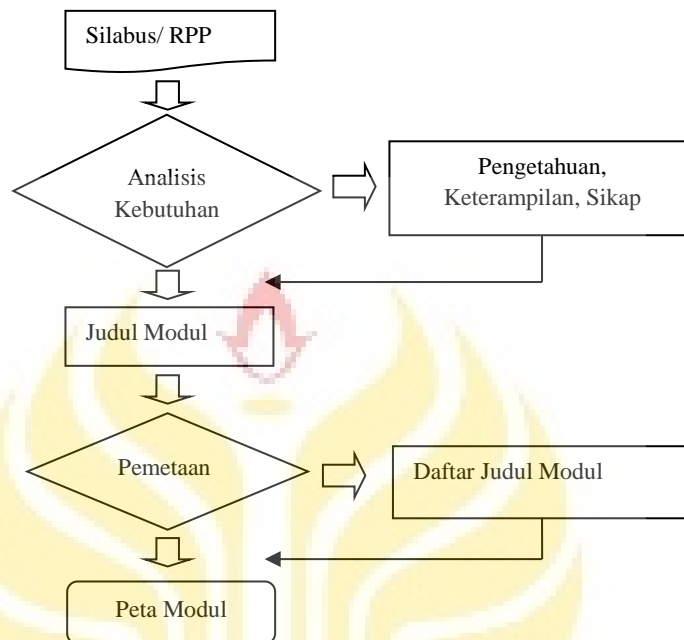 Silabus/ RPP
Analisis
Kebutuhan
Pengetahuan,
Keterampilan, Sikap
Judul Modul
Pemetaan
Daftar Judul Modul
Peta Modul